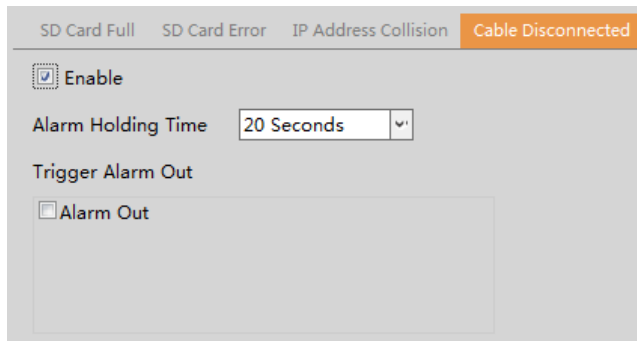 SD Card Full SD Card Error IP Address Collision Cable Disconnected
Enable
Alarm Holding Time 20 Seconds
Trigger Alarm Out
Alarm Out